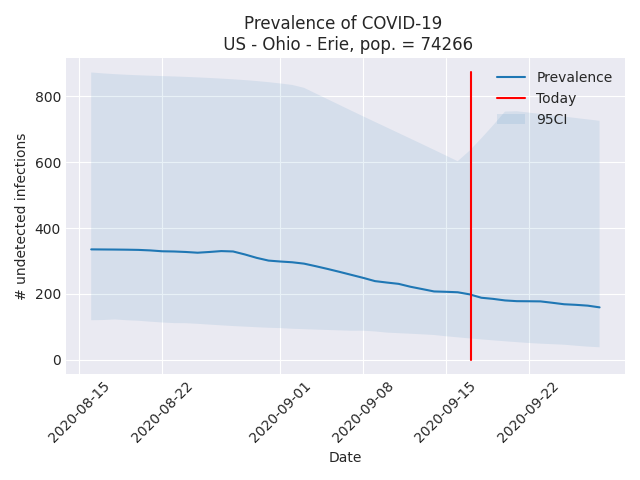 Prevalence of COVID-19
US - Ohio - Erie, pop. = 74266
Prevalence
Today
95CI
800
600
400
200
0
# undetected infections
2020-08-15
2020-08-22
2020-09-01
2020-09-08
2020-09-15
2020-09-22
Date